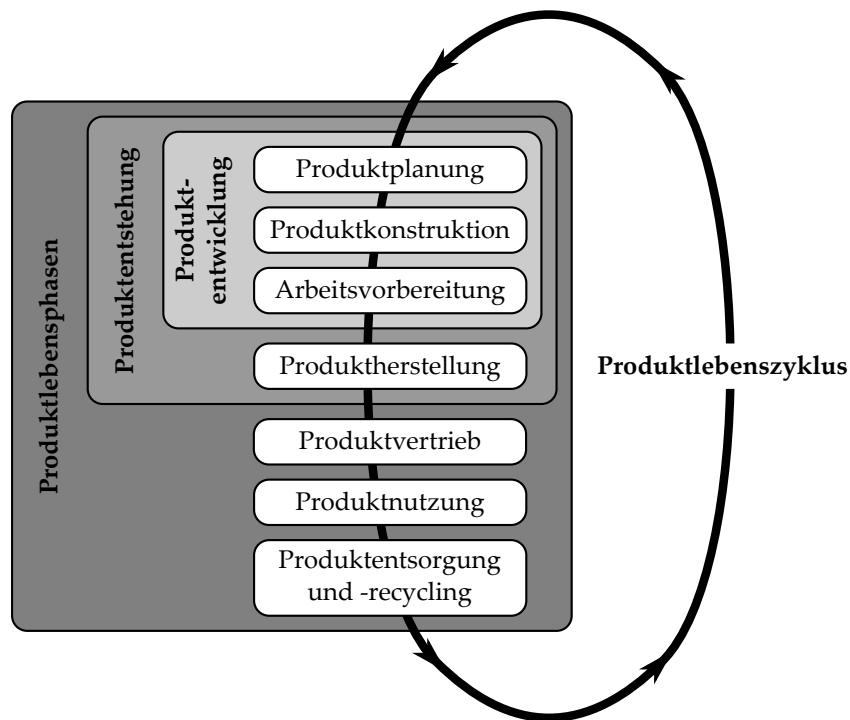 Produktlebensphasen
Produktentstehung
Produkt-
entwicklung
Produktplanung
Produktkonstruktion
Arbeitsvorbereitung
Produktherstellung
Produktvertrieb
Produktnutzung
Produktentsorgung
und -recycling
Produktlebenszyklus